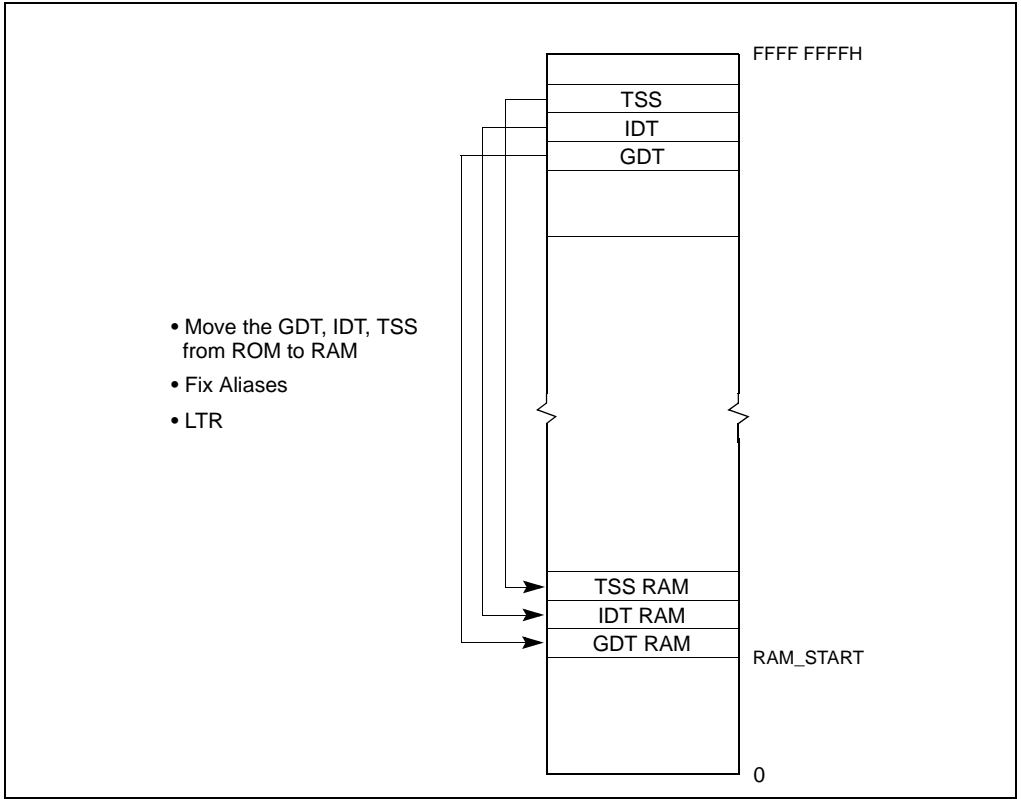 FFFF FFFFH
TSS
IDT
GDT
• Move the GDT, IDT, TSS
from ROM to RAM
• Fix Aliases
• LTR
TSS RAM
IDT RAM
GDT RAM
RAM_START
0